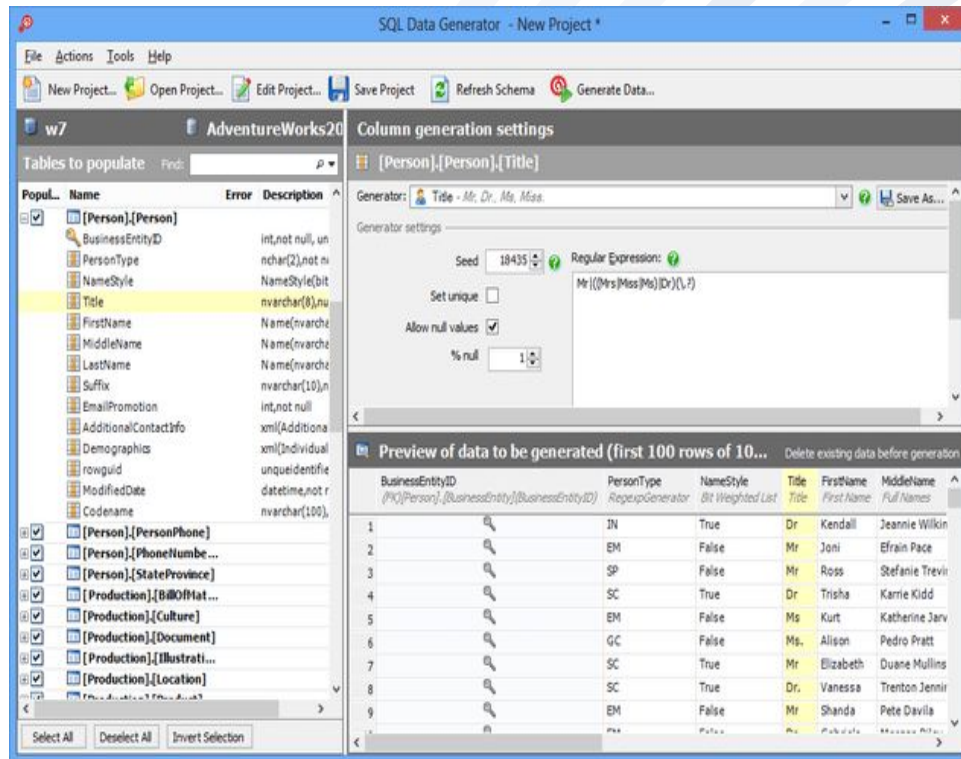 SQL Data Generator - New Project *
File Actions Tools Help
New Project... Open Project... Edit Project... Save Project Refresh Schema Generate Data...
w7 AdventureWorks20
Tables to populate Find:
Popul... Name Error Description
[Person].[Person]
BusinessEntityID int,not null, un
PersonType nchar(2),not n
NameStyle NameStyle(bit
Title nvarchar(8),nu
FirstName Name(nvarcha
MiddleName Name(nvarcha
LastName Name(nvarcha
Suffix nvarchar(10),n
EmailPromotion int,not null
AdditionalContactInfo xml(Additiona
Demographics xml(Individual
rowguid unqueidentifie
ModifiedDate datetime,not r
Codename nvarchar(100),
[Person].[PersonPhone]
[Person].[PhoneNumbe...
[Person].[StateProvince]
[Production].[BillOfMat...
[Production].[Culture]
[Production].[Document]
[Production].[Illustrati...
[Production].[Location]
Select All Deselect All Invert Selection
Column generation settings
[Person].[Person].[Title]
Generator: Title - Mr, Dr., Ms, Miss. Save As...
Generator settings
Seed 18435 Regular Expression:
Mr|((Mrs|Miss|Ms)|Dr)(\.?)
Set unique
Allow null values
% null 1
Preview of data to be generated (first 100 rows of 10... Delete existing data before generation
BusinessEntityID PersonType NameStyle Title FirstName MiddleName
(FK)[Person].[BusinessEntity](BusinessEntityID) RegexpGenerator Bit Weighted List Title First Name Full Names
1 IN True Dr Kendall Jeannie Wilkin
2 EM False Mr Joni Efrain Pace
3 SP False Mr Ross Stefanie Trevin
4 SC True Dr Trisha Karrie Kidd
5 EM False Ms Kurt Katherine Jarv
6 GC False Ms. Alison Pedro Pratt
7 SC True Mr Elizabeth Duane Mullins
8 SC True Dr. Vanessa Trenton Jennin
9 EM False Mr Shanda Pete Davila